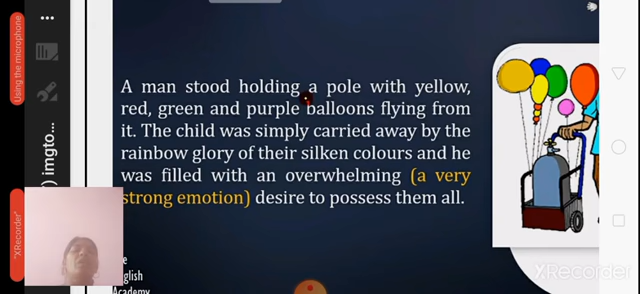 Using the microphone
A man stood holding a pole with yellow,
red, green and purple balloons flying from
it. The child was simply carried away by the
rainbow glory of their silken colours and he
was filled with an overwhelming (a very
strong emotion) desire to possess them all.
) imgto...
"XRecorder"
Academy
XRecorder